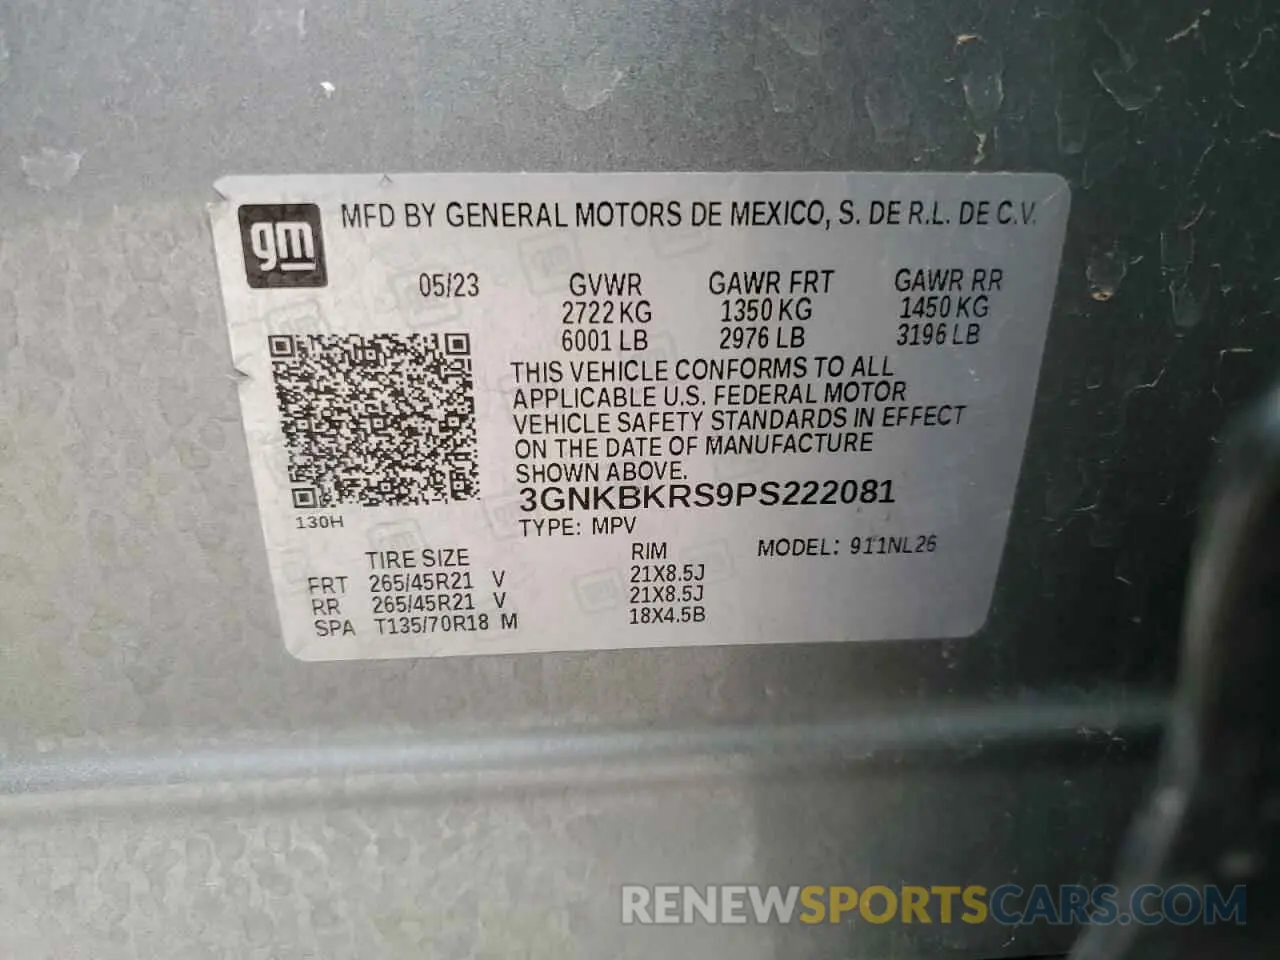 gm MFD BY GENERAL MOTORS DE MEXICO, S. DE R.L. DE C.V.
05/23 GVWR GAWR FRT GAWR RR
2722 KG 1350 KG 1450 KG
6001 LB 2976 LB 3196 LB
THIS VEHICLE CONFORMS TO ALL
APPLICABLE U.S. FEDERAL MOTOR
VEHICLE SAFETY STANDARDS IN EFFECT
ON THE DATE OF MANUFACTURE
SHOWN ABOVE.
3GNKBKRS9PS222081
130H
TYPE: MPV
TIRE SIZE RIM MODEL: 911NL26
FRT 265/45R21 V 21X8.5J
RR 265/45R21 V 21X8.5J
SPA T135/70R18 M 18X4.5B
RENEWSPORTSCARS.COM